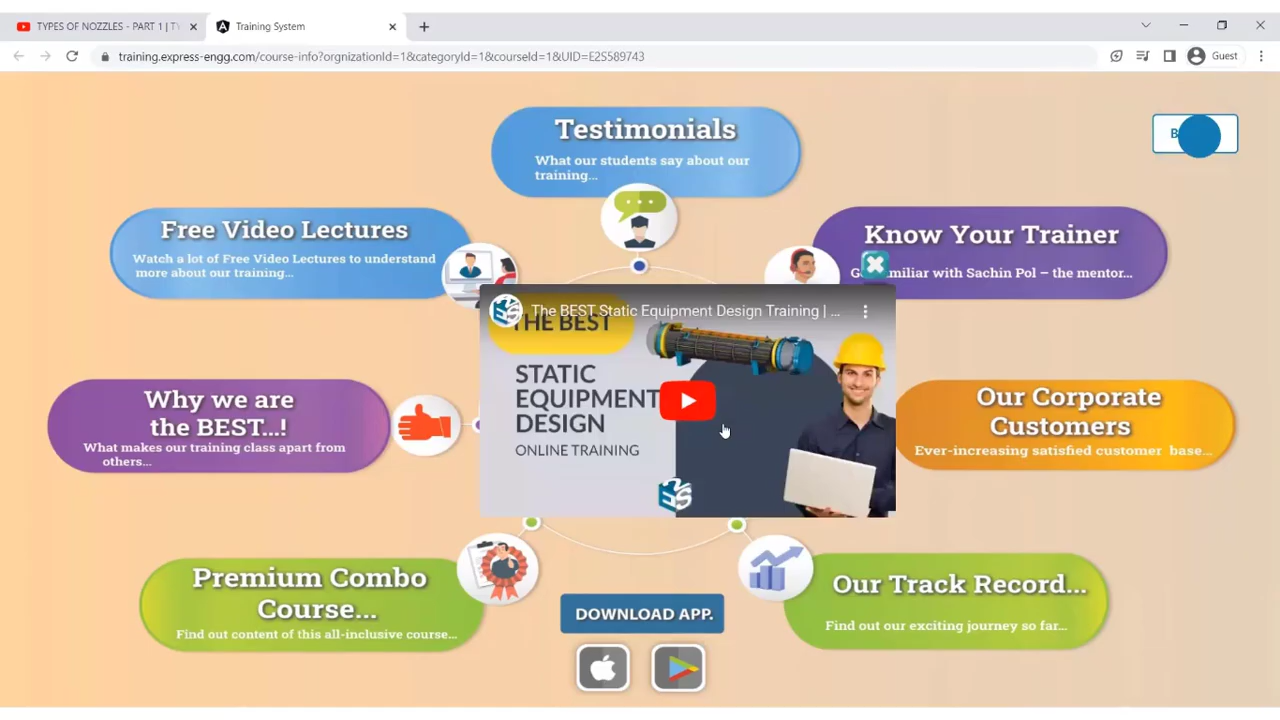 TYPES OF NOZZLES - PART 1 | TY
Training System
training.express-engg.com/course-info?orgnizationId=1&categoryId=1&courseId=1&UID=E2S589743
Guest
Testimonials
What our students say about our
training...
B
Free Video Lectures
Watch a lot of Free Video Lectures to understand
more about our training...
Know Your Trainer
miliar with Sachin Pol – the mentor...
The BEST Static Equipment Design Training | ...
THE BEST
STATIC
EQUIPMENT
DESIGN
ONLINE TRAINING
Why we are
the BEST...!
What makes our training class apart from
others...
Our Corporate
Customers
Ever-increasing satisfied customer base...
Premium Combo
Course...
Find out content of this all-inclusive course...
Our Track Record...
Find out our exciting journey so far...
DOWNLOAD APP.